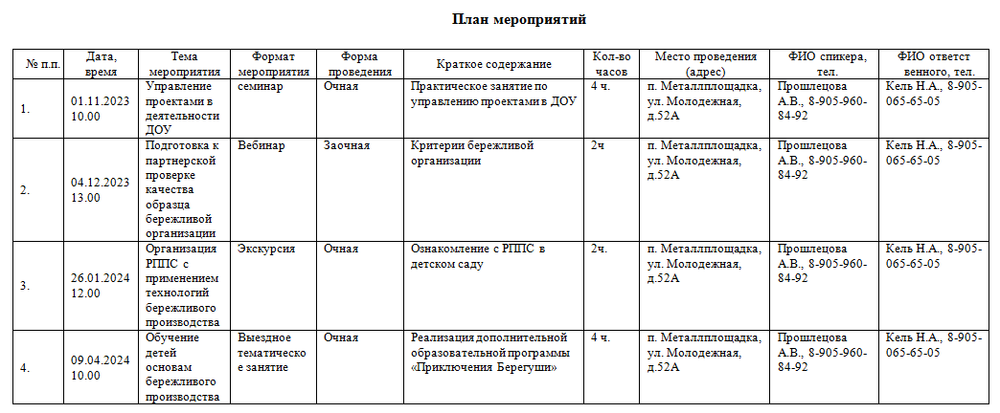 План мероприятий
№ п.п.
Дата,
время
Тема
мероприятия
Формат
мероприятия
Форма
проведения
Краткое содержание
Кол-во
часов
Место проведения
(адрес)
ФИО спикера,
тел.
ФИО ответст
венного, тел.
1.
01.11.2023
10.00
Управление
проектами в
деятельности
ДОУ
семинар
Очная
Практическое занятие по
управлению проектами в ДОУ
4 ч.
п. Металлплощадка,
ул. Молодежная,
д.52А
Прошлецова
А.В., 8-905-960-
84-92
Кель Н.А., 8-905-
065-65-05
2.
04.12.2023
13.00
Подготовка к
партнерской
проверке
качества
образца
бережливой
организации
Вебинар
Заочная
Критерии бережливой
организации
2ч
п. Металлплощадка,
ул. Молодежная,
д.52А
Прошлецова
А.В., 8-905-960-
84-92
Кель Н.А., 8-905-
065-65-05
3.
26.01.2024
12.00
Организация
РППС с
применением
технологий
бережливого
производства
Экскурсия
Очная
Ознакомление с РППС в
детском саду
2ч.
п. Металлплощадка,
ул. Молодежная,
д.52А
Прошлецова
А.В., 8-905-960-
84-92
Кель Н.А., 8-905-
065-65-05
4.
09.04.2024
10.00
Обучение
детей
основам
бережливого
производства
Выездное
тематическо
е занятие
Очная
Реализация дополнительной
образовательной программы
«Приключения Берегуши»
4 ч.
п. Металлплощадка,
ул. Молодежная,
д.52А
Прошлецова
А.В., 8-905-960-
84-92
Кель Н.А., 8-905-
065-65-05